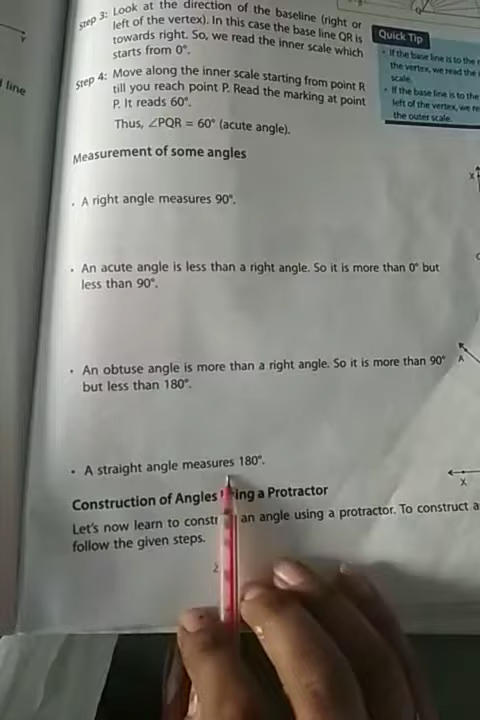 line
Step 3: Look at the direction of the baseline (right or
left of the vertex). In this case the base line QR is
towards right. So, we read the inner scale which
starts from 0°.
Step 4: Move along the inner scale starting from point R
till you reach point P. Read the marking at point
P. It reads 60°.
Thus, ∠PQR = 60° (acute angle).
Quick Tip
• If the base line is to the
the vertex, we read the
scale.
• If the base line is to the
left of the vertex, we
the outer scale.
Measurement of some angles
• A right angle measures 90°.
X
• An acute angle is less than a right angle. So it is more than 0° but
less than 90°.
• An obtuse angle is more than a right angle. So it is more than 90°
but less than 180°.
A
• A straight angle measures 180°.
X
Construction of Angles Using a Protractor
Let's now learn to an angle using a protractor. To construct a
follow the given steps.